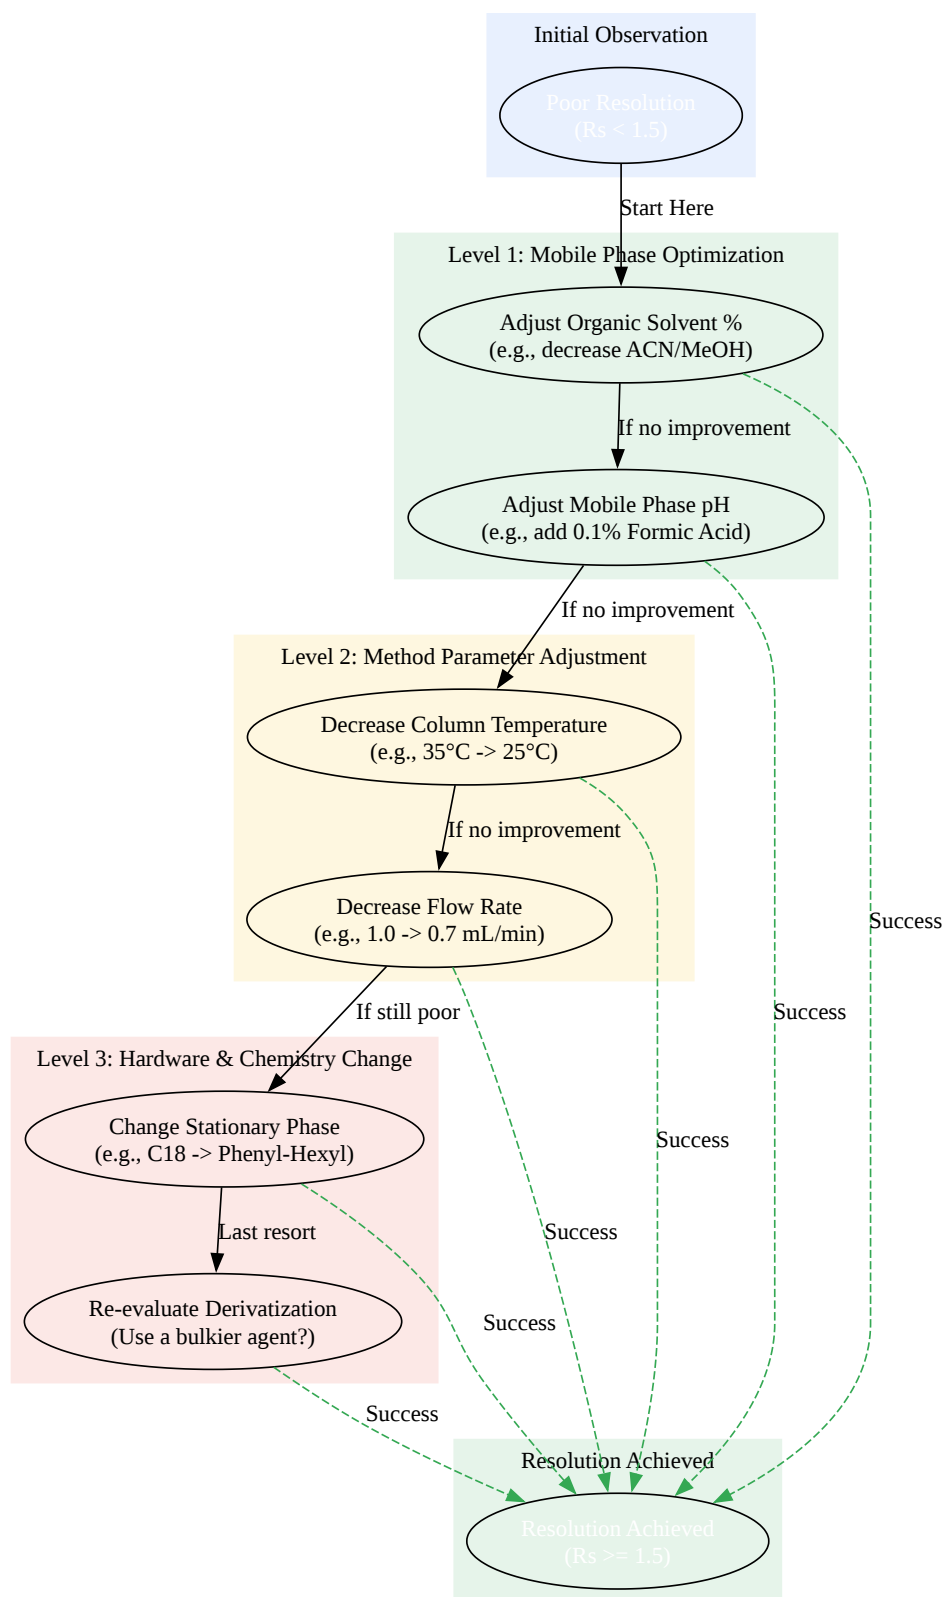 Initial Observation
Poor Resolution
(Rs < 1.5)
Start Here
Level 1: Mobile Phase Optimization
Adjust Organic Solvent %
(e.g., decrease ACN/MeOH)
If no improvement
Adjust Mobile Phase pH
(e.g., add 0.1% Formic Acid)
If no improvement
Level 2: Method Parameter Adjustment
Decrease Column Temperature
(e.g., 35°C -> 25°C)
If no improvement
Decrease Flow Rate
(e.g., 1.0 -> 0.7 mL/min)
Success
If still poor
Success
Level 3: Hardware & Chemistry Change
Change Stationary Phase
(e.g., C18 -> Phenyl-Hexyl)
Success
Last resort
Success
Re-evaluate Derivatization
(Use a bulkier agent?)
Success
Success
Resolution Achieved
Resolution Achieved
(Rs >= 1.5)